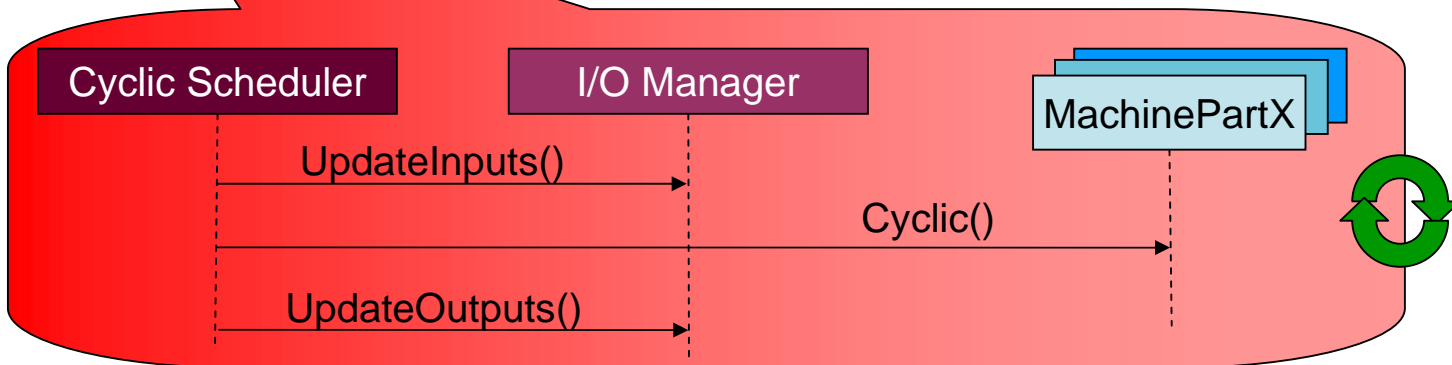 Cyclic Scheduler
I/O Manager
MachinePartX
UpdateInputs()
Cyclic()
UpdateOutputs()